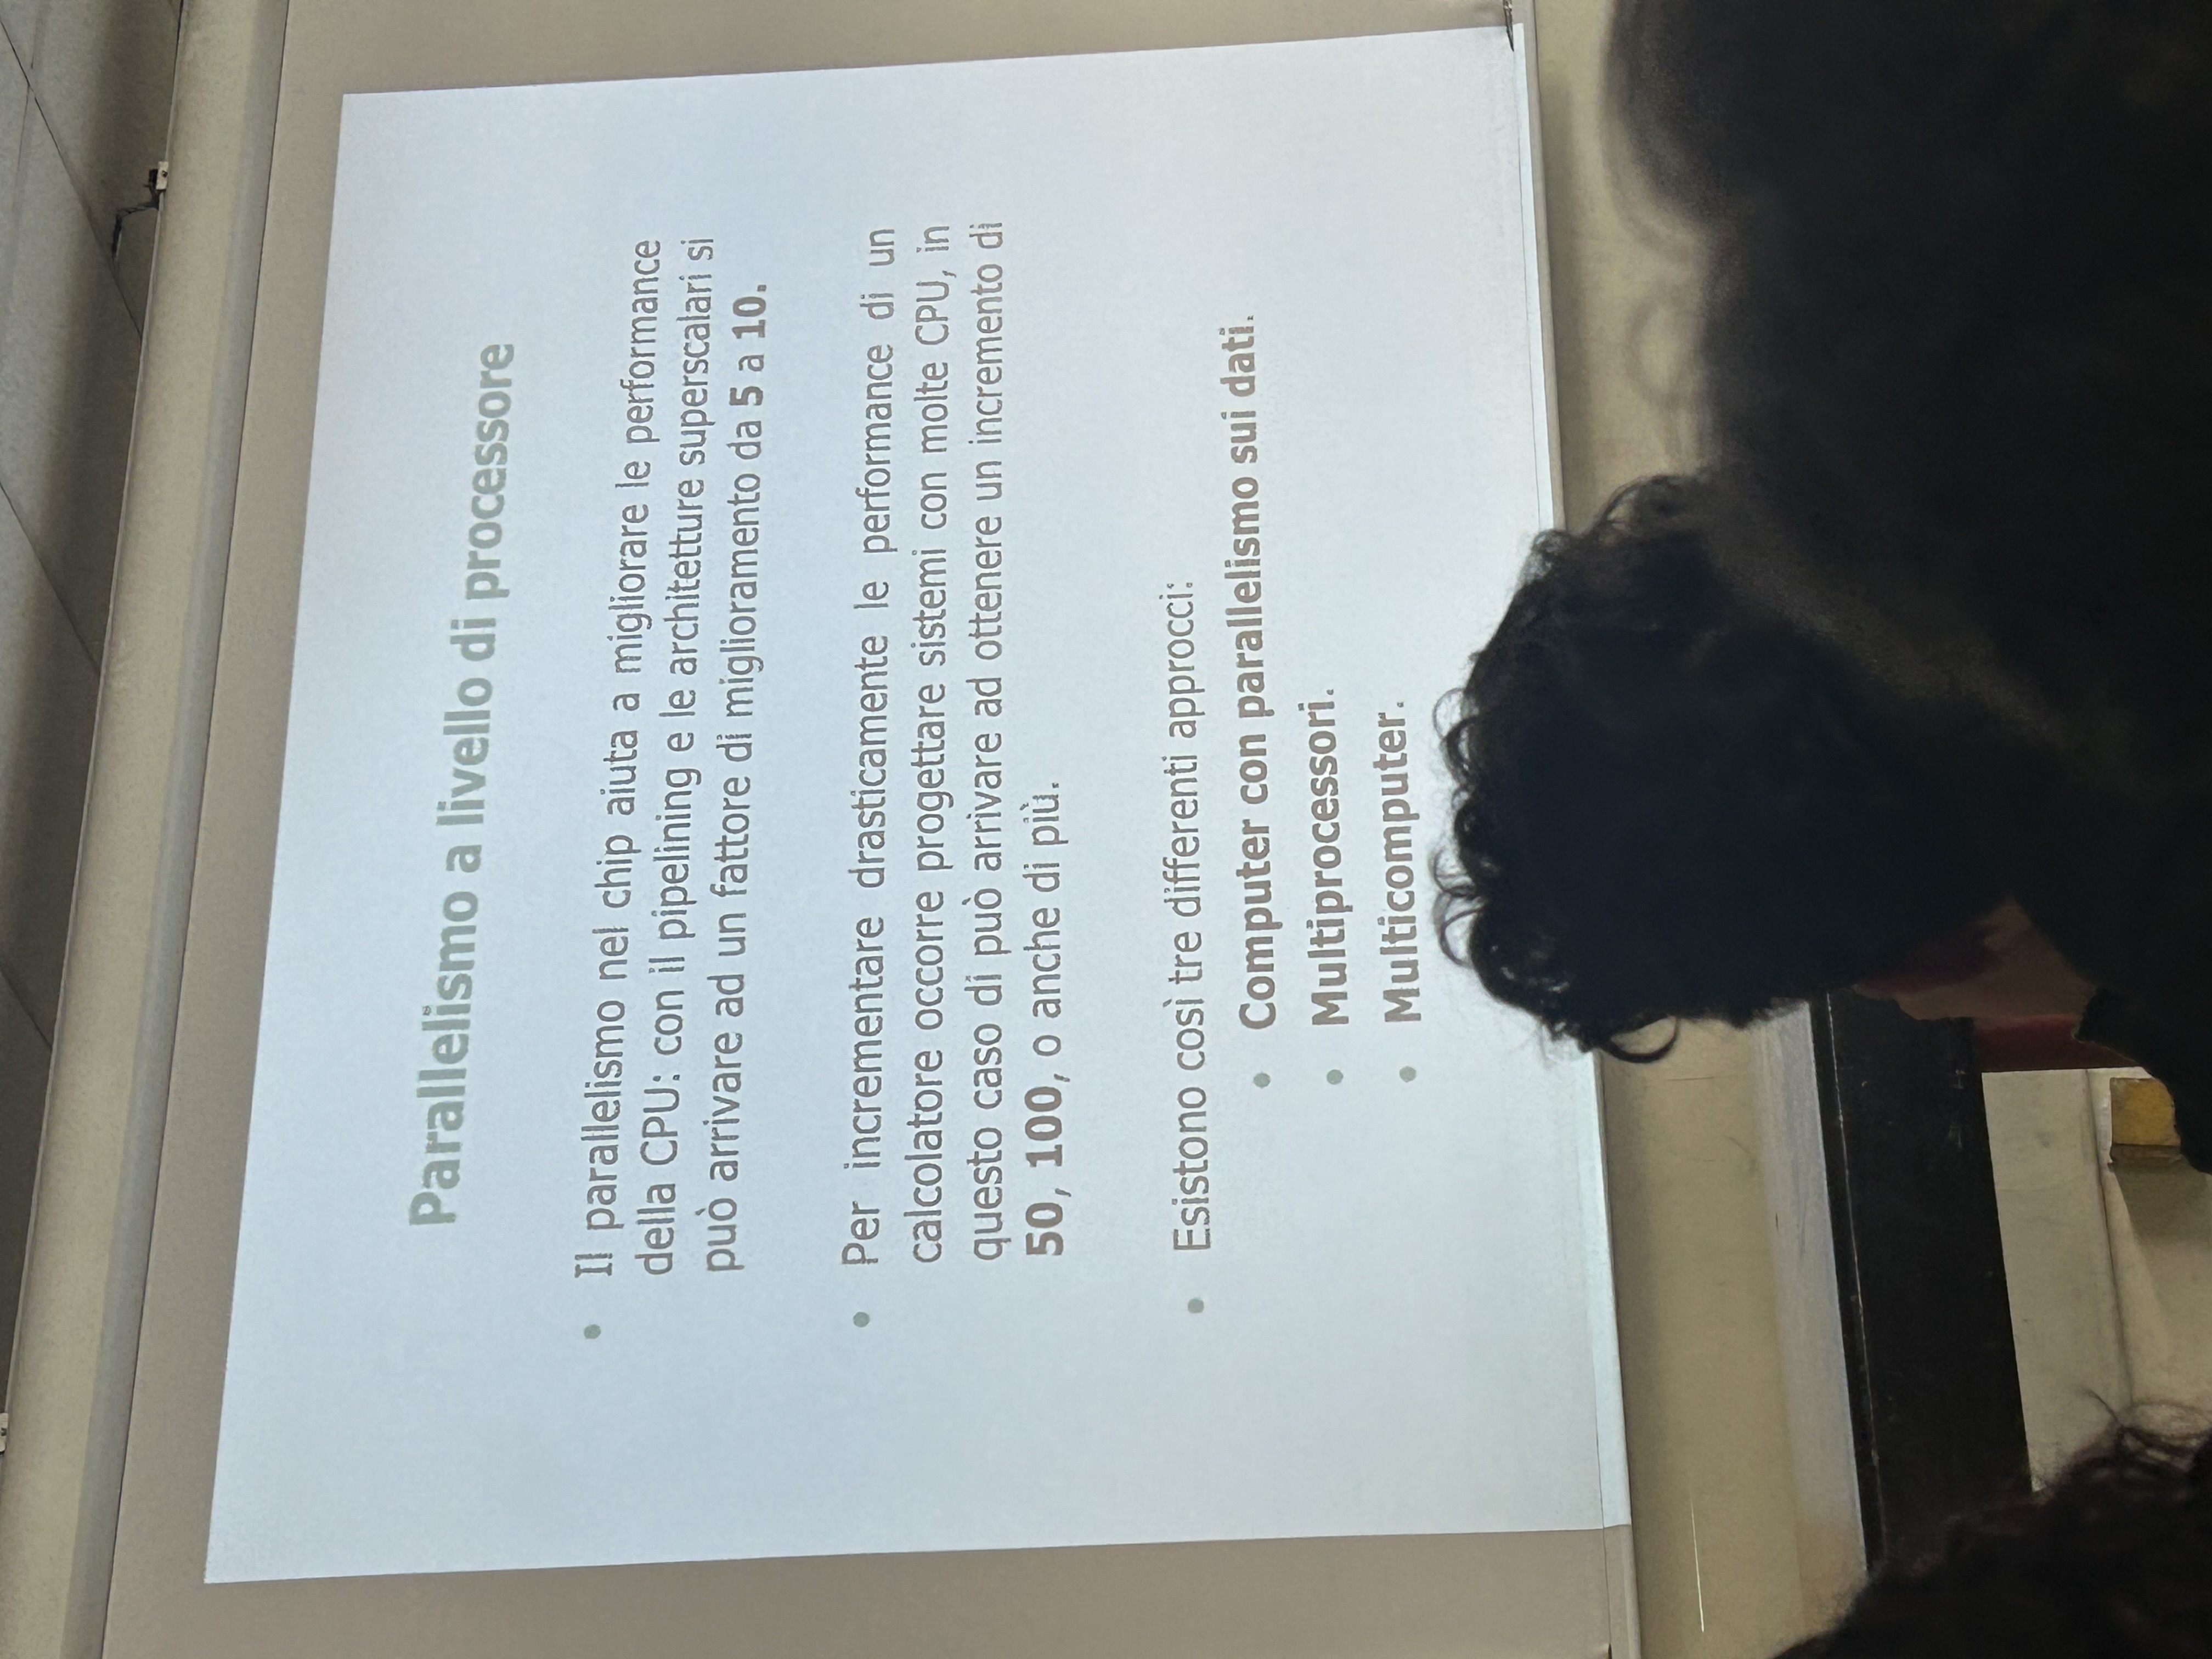 Parallelismo a livello di processore
• Il parallelismo nel chip aiuta a migliorare le performance
della CPU: con il pipelining e le architetture superscalari si
può arrivare ad un fattore di miglioramento da 5 a 10.
• Per incrementare drasticamente le performance di un
calcolatore occorre progettare sistemi con molte CPU, in
questo caso di può arrivare ad ottenere un incremento di
50, 100, o anche di più.
• Esistono così tre differenti approcci:
• Computer con parallelismo sui dati.
• Multiprocessori.
• Multicomputer.